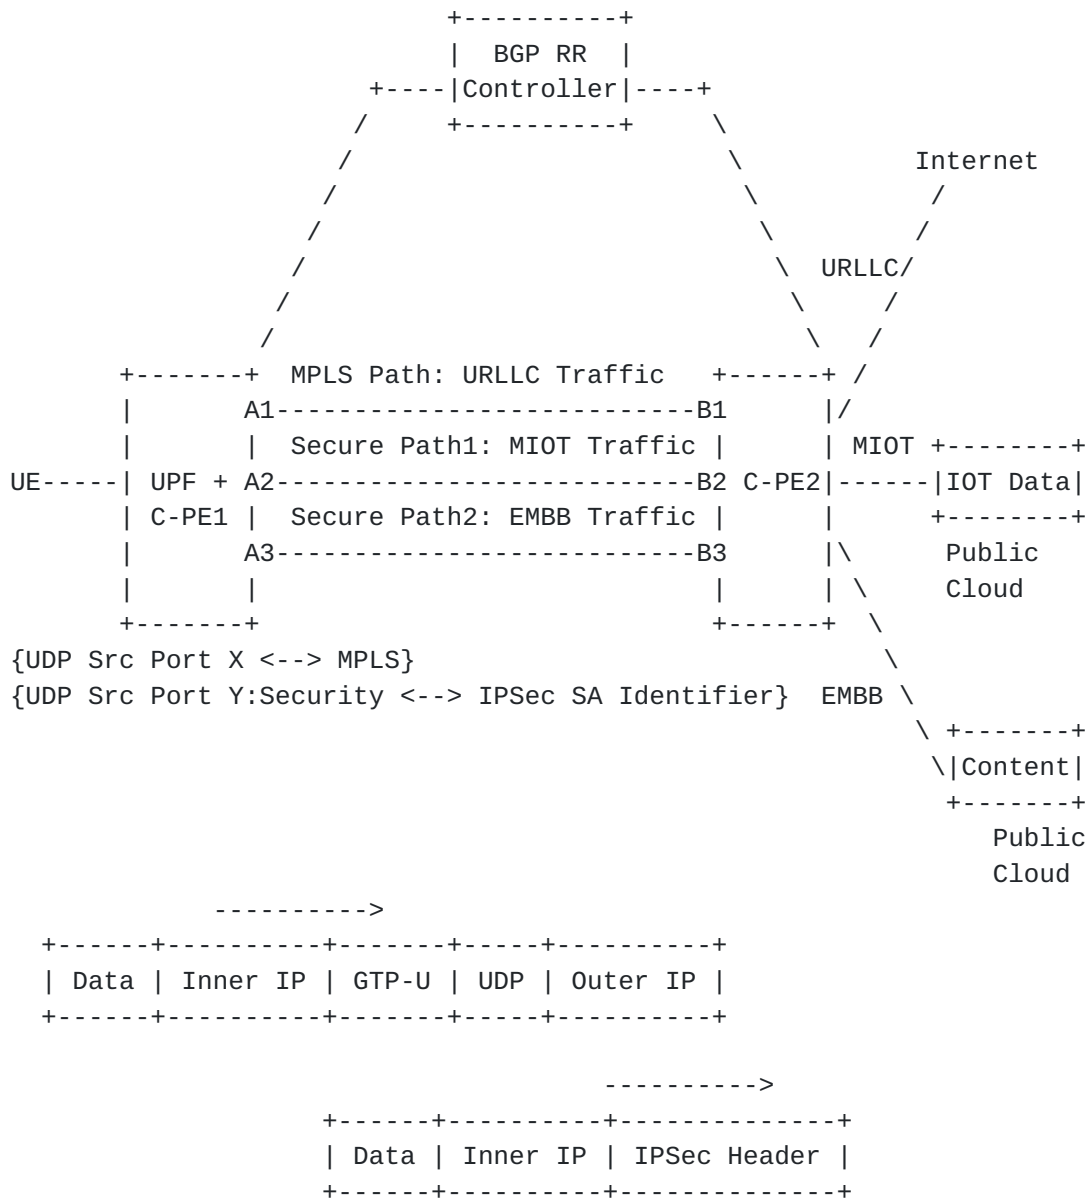 +----------+
                            |  BGP RR  |
                       +----|Controller|----+
                      /     +----------+     \
                     /                        \           Internet
                    /                          \           /
                   /                            \         /
                  /                              \  URLLC/
                 /                                \     /
                /                                  \   /
       +-------+  MPLS Path: URLLC Traffic   +------+ /
       |       A1---------------------------B1      |/
       |       |  Secure Path1: MIOT Traffic |      | MIOT +--------+
UE-----| UPF + A2---------------------------B2 C-PE2|------|IOT Data|
       | C-PE1 |  Secure Path2: EMBB Traffic |      |      +--------+
       |       A3---------------------------B3      |\      Public
       |       |                             |      | \     Cloud
       +-------+                             +------+  \
{UDP Src Port X <--> MPLS}                              \
{UDP Src Port Y:Security <--> IPSec SA Identifier}  EMBB \
                                                          \ +-------+
                                                           \|Content|
                                                            +-------+
                                                               Public
                                                               Cloud
             ---------->
  +------+----------+-------+-----+----------+
  | Data | Inner IP | GTP-U | UDP | Outer IP |
  +------+----------+-------+-----+----------+

                                      ---------->
                    +------+----------+--------------+
                    | Data | Inner IP | IPSec Header |
                    +------+----------+--------------+